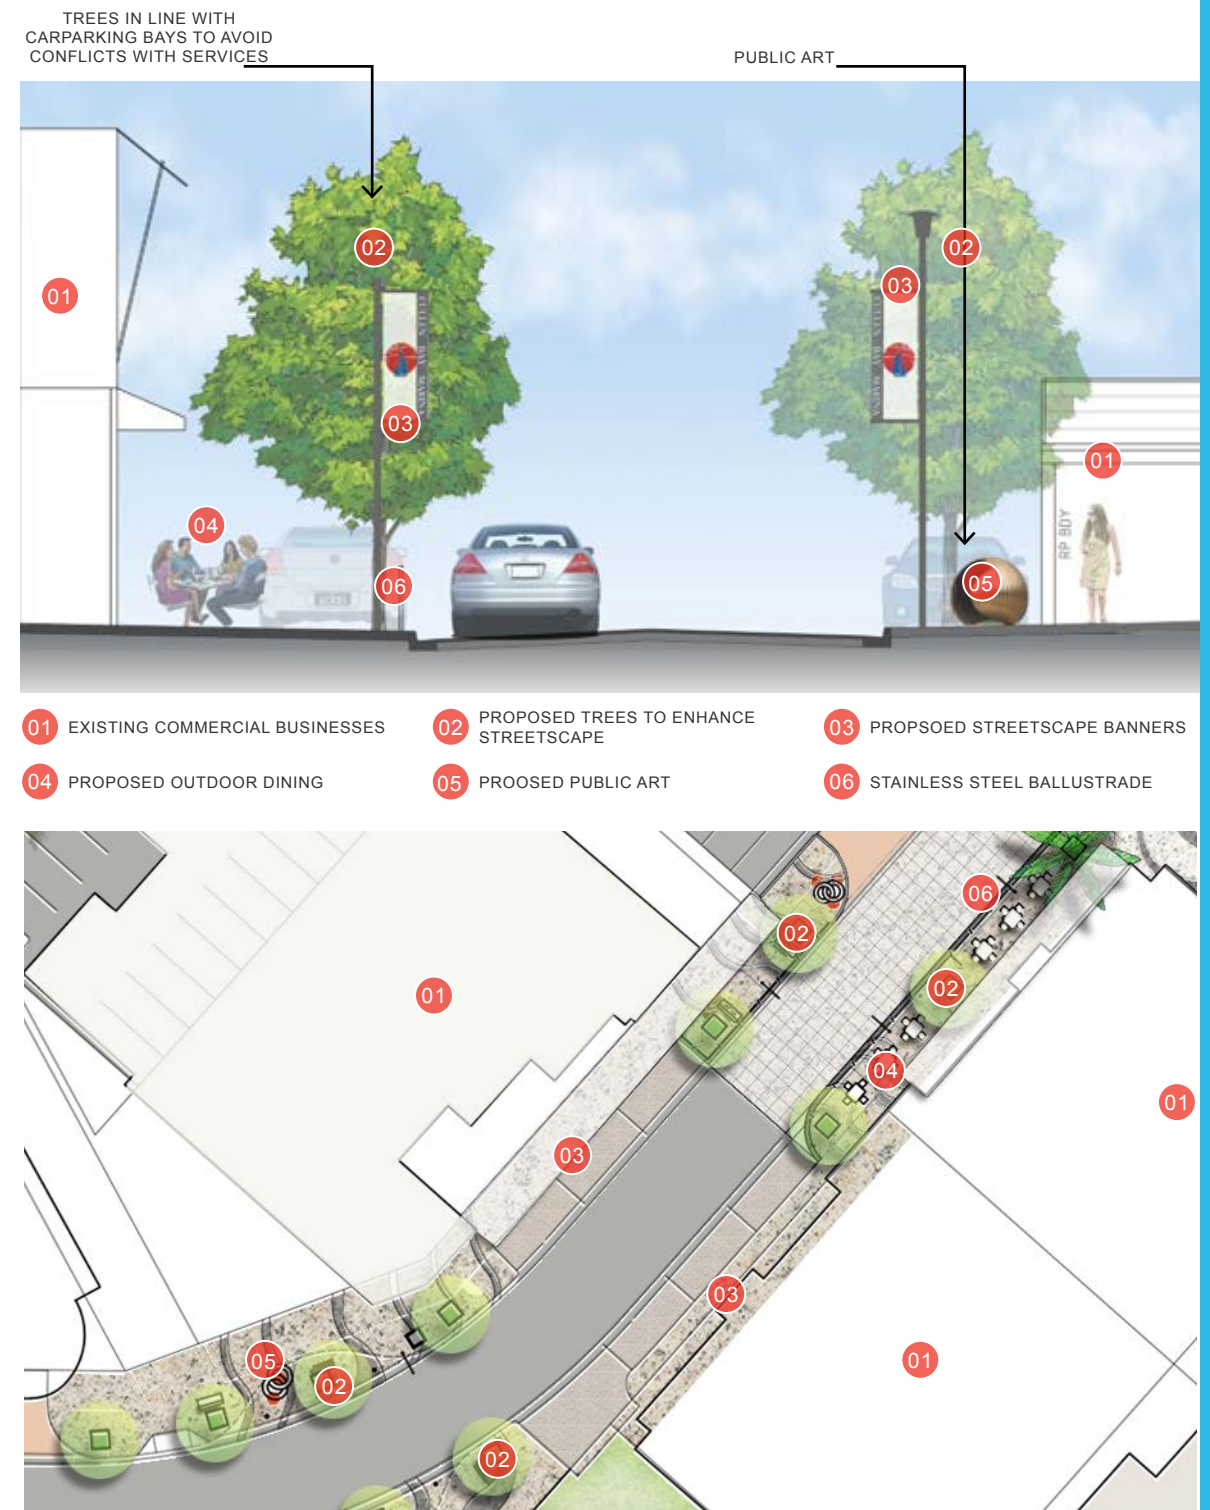 TREES IN LINE WITH
CARPARKING BAYS TO AVOID
CONFLICTS WITH SERVICES
PUBLIC ART
02
02
03
01
03
01
04
RP BDY
06
05
01 EXISTING COMMERCIAL BUSINESSES
02 PROPOSED TREES TO ENHANCE
STREETSCAPE
03 PROPSOED STREETSCAPE BANNERS
04 PROPOSED OUTDOOR DINING
05 PROOSED PUBLIC ART
06 STAINLESS STEEL BALLUSTRADE
06
02
02
01
04
01
03
03
05
02
01
02